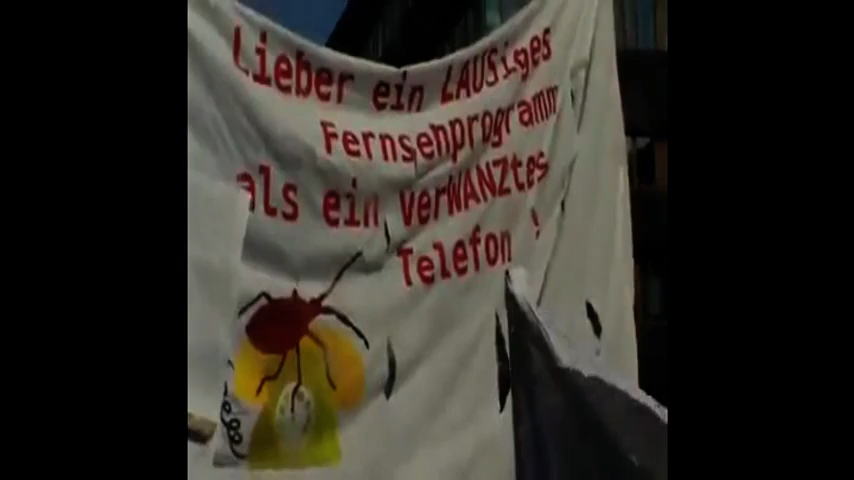 Lieber ein LAUSiges
Fernsehprogramm
als ein verWANZtes
Telefon !